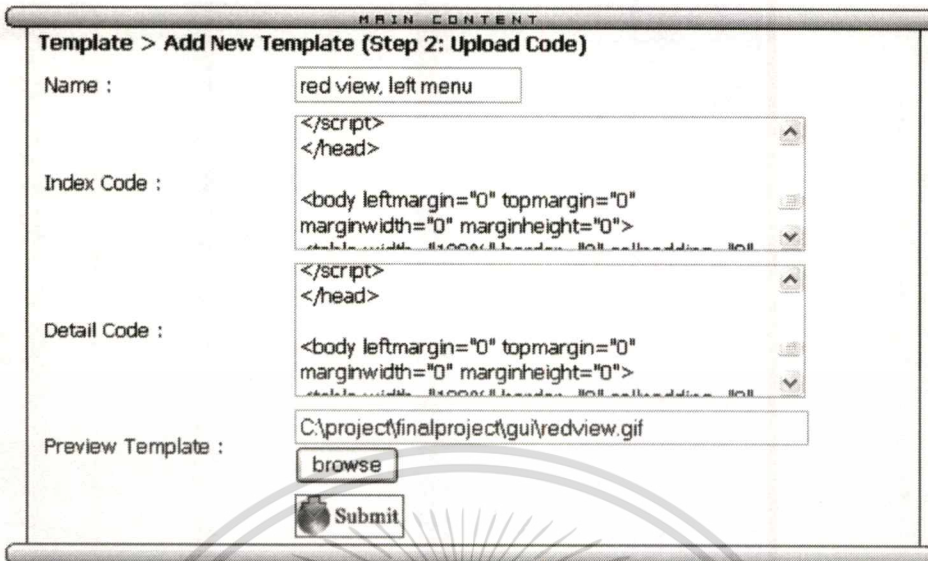 MAIN CONTENT
Template > Add New Template (Step 2: Upload Code)
Name :
red view, left menu
Index Code :
</script>
</head>
<body leftmargin="0" topmargin="0"
marginwidth="0" marginheight="0">
Detail Code :
</script>
</head>
<body leftmargin="0" topmargin="0"
marginwidth="0" marginheight="0">
Preview Template :
C:\project\finalproject\gui\redview.gif
browse
Submit